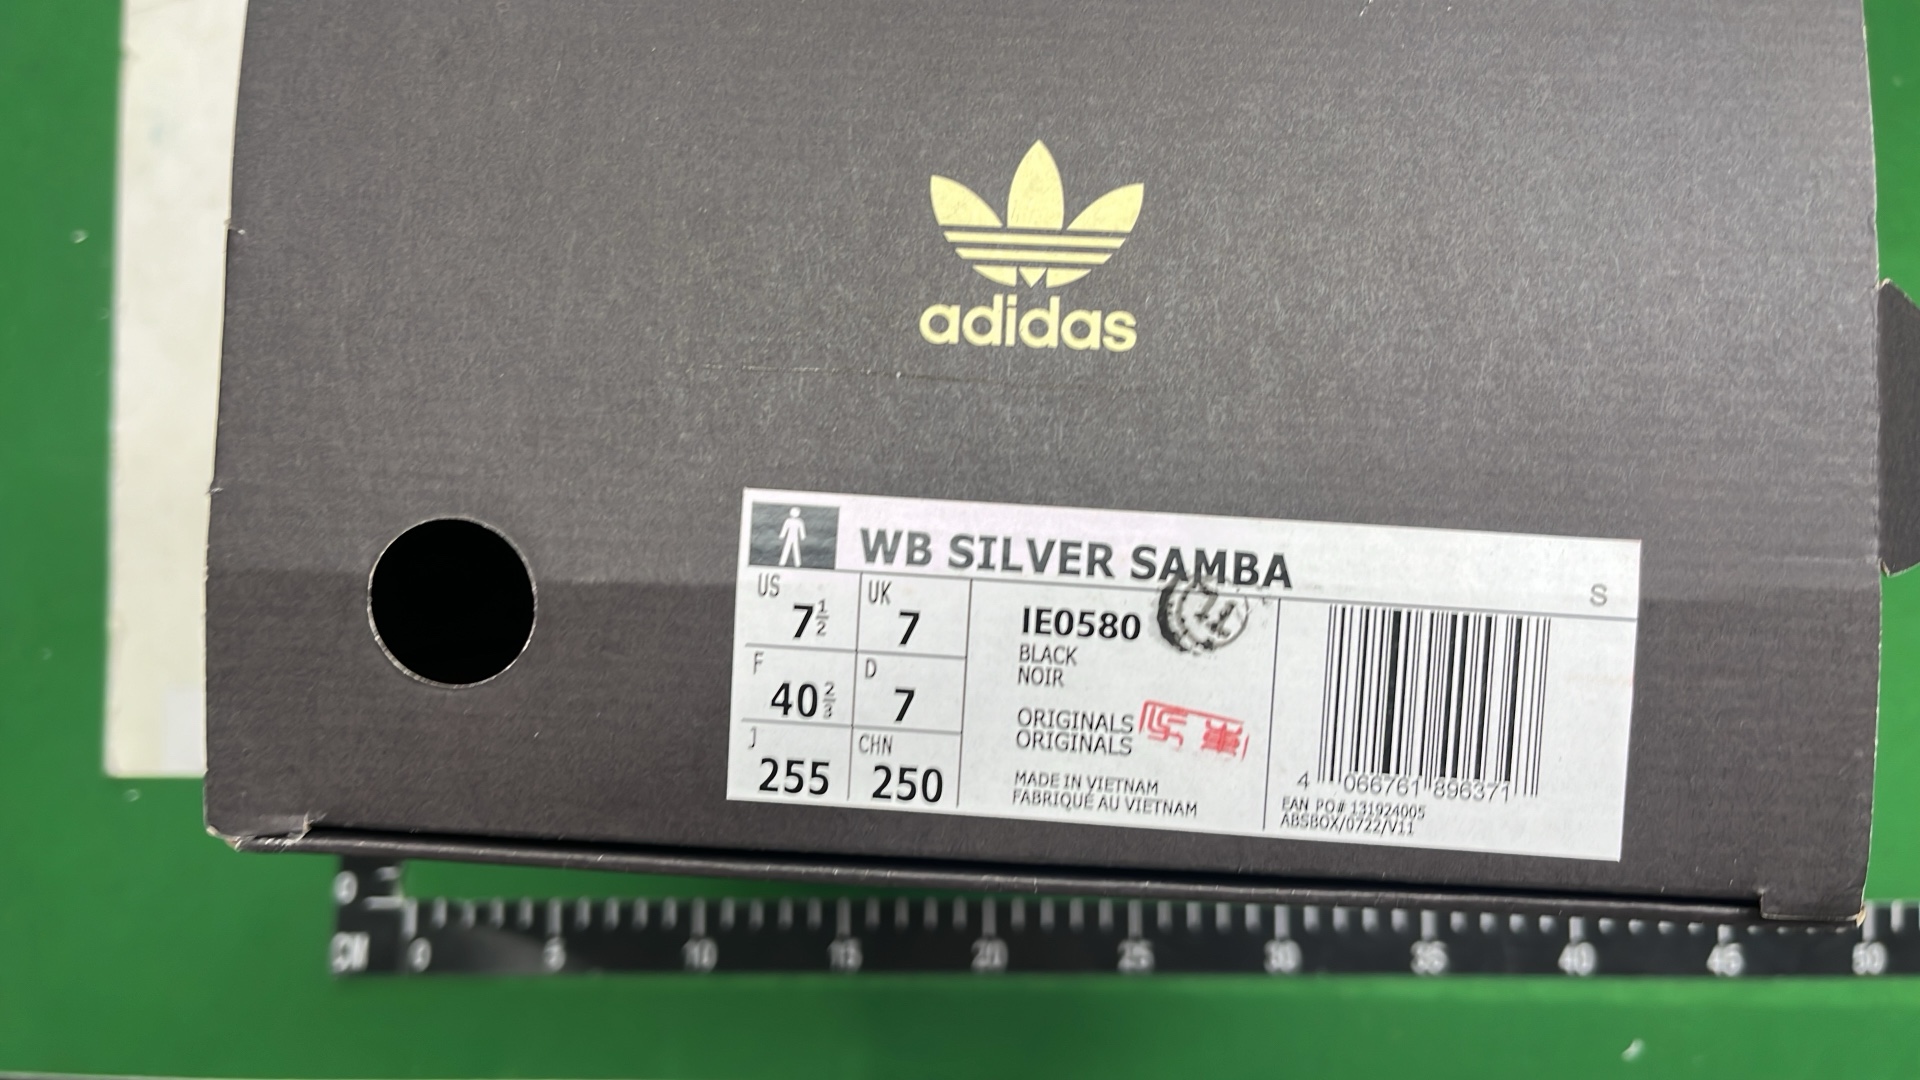 adidas
WB SILVER SAMBA
S
US
7½
UK
7
F
40⅔
D
7
J
255
CHN
250
IE0580
BLACK
NOIR
ORIGINALS
ORIGINALS
MADE IN VIETNAM
FABRIQUÉ AU VIETNAM
4 066761 896371
EAN PO# 131924005
ABSBOX/0722/V11
0
CM 0 5 10 15 20 25 30 35 40 45 50